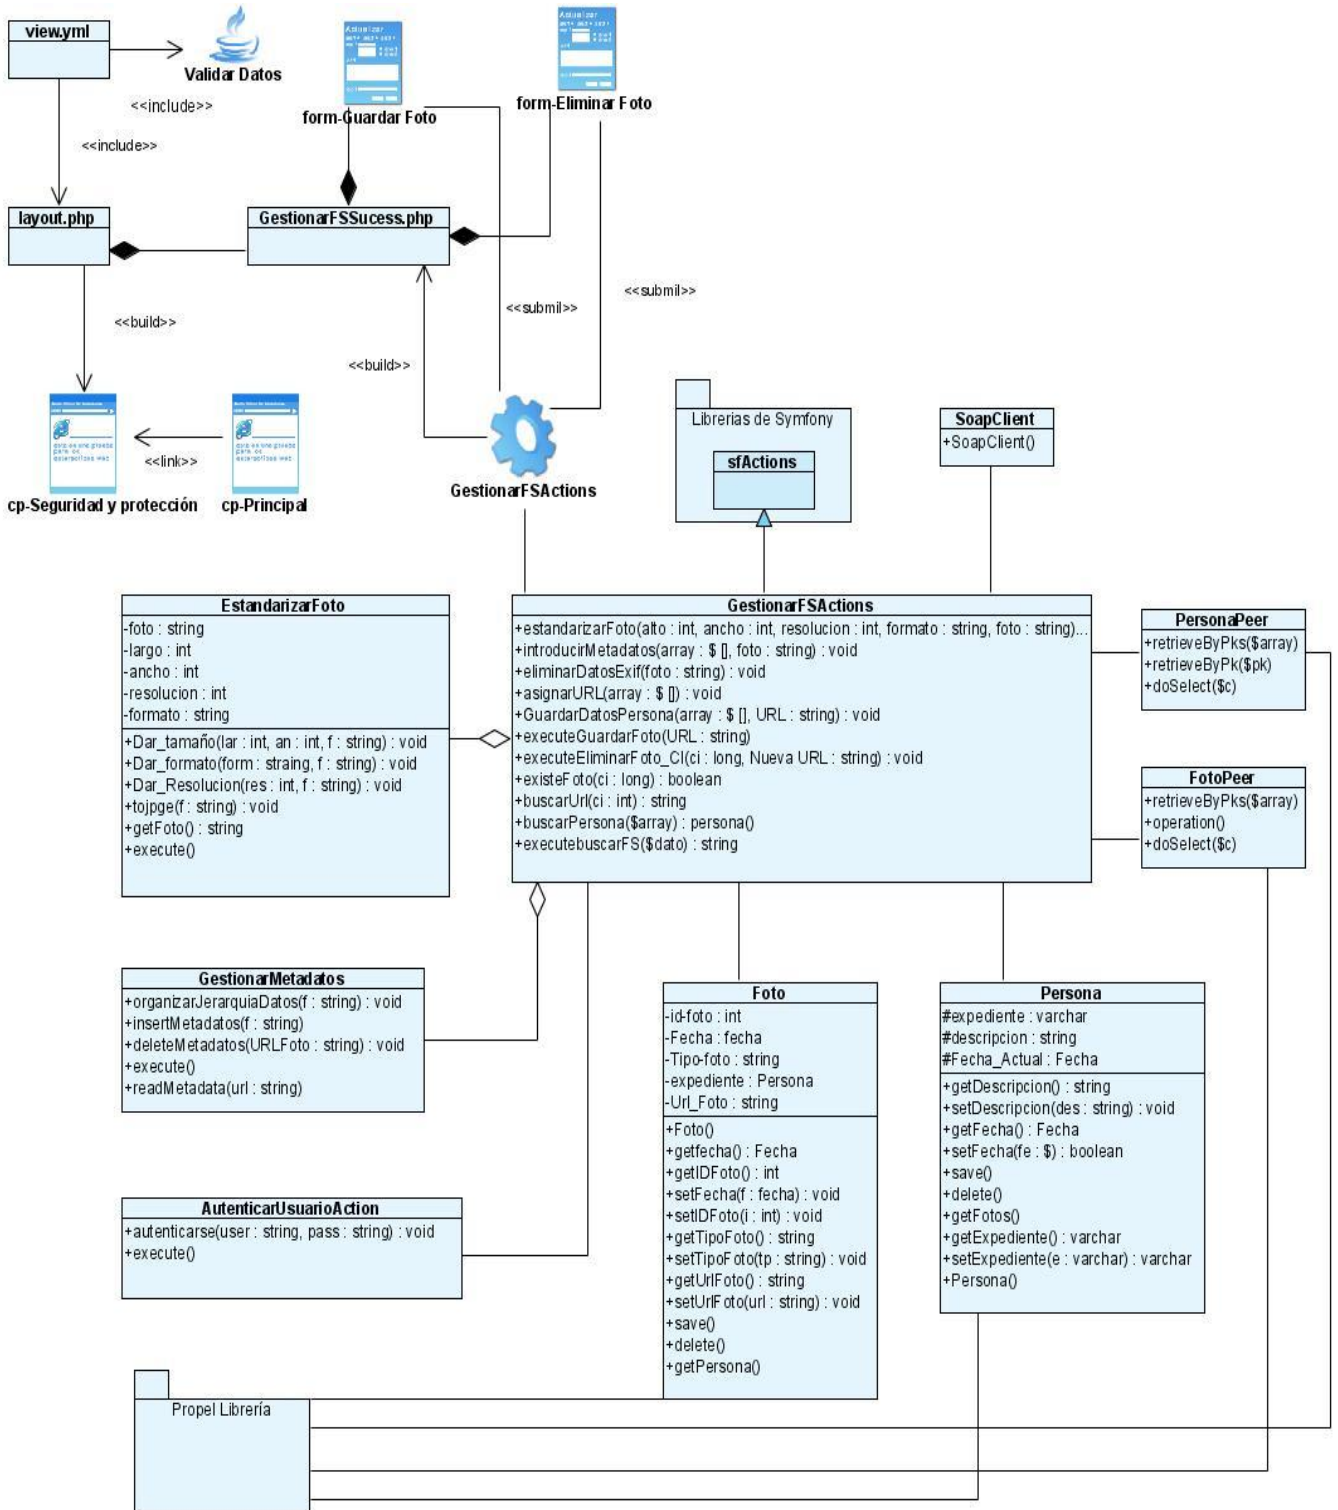 view.yml
Validar Datos
<<include>>
<<include>>
Actualizar
form-Guardar Foto
Actualizar
form-Eliminar Foto
layout.php
GestionarFSSucess.php
<<build>>
<<submil>>
<<submil>>
<<build>>
cp-Seguridad y protección
<<link>>
cp-Principal
GestionarFSActions
Librerias de Symfony
sfActions
SoapClient
+SoapClient()
EstandarizarFoto
-foto : string
-largo : int
-ancho : int
-resolucion : int
-formato : string
+Dar_tamaño(lar : int, an : int, f : string) : void
+Dar_formato(form : straing, f : string) : void
+Dar_Resolucion(res : int, f : string) : void
+tojpge(f : string) : void
+getFoto() : string
+execute()
GestionarFSActions
+estandarizarFoto(alto : int, ancho : int, resolucion : int, formato : string, foto : string)...
+introducirMetadatos(array : $ [], foto : string) : void
+eliminarDatosExif(foto : string) : void
+asignarURL(array : $ []) : void
+GuardarDatosPersona(array : $ [], URL : string) : void
+executeGuardarFoto(URL : string)
+executeEliminarFoto_CI(ci : long, Nueva URL : string) : void
+existeFoto(ci : long) : boolean
+buscarUrl(ci : int) : string
+buscarPersona($array) : persona()
+executebuscarFS($dato) : string
PersonaPeer
+retrieveByPks($array)
+retrieveByPk($pk)
+doSelect($c)
FotoPeer
+retrieveByPks($array)
+operation()
+doSelect($c)
GestionarMetadatos
+organizarJerarquiaDatos(f : string) : void
+insertMetadatos(f : string)
+deleteMetadatos(URLFoto : string) : void
+execute()
+readMetadata(url : string)
AutenticarUsuarioAction
+autenticarse(user : string, pass : string) : void
+execute()
Foto
-id-foto : int
-Fecha : fecha
-Tipo-foto : string
-expediente : Persona
-Url_Foto : string
+Foto()
+getfecha() : Fecha
+getIDFoto() : int
+setFecha(f : fecha) : void
+setIDFoto(i : int) : void
+getTipoFoto() : string
+setTipoFoto(tp : string) : void
+getUrlFoto() : string
+setUrlFoto(url : string) : void
+save()
+delete()
+getPersona()
Persona
#expediente : varchar
#descripcion : string
#Fecha_Actual : Fecha
+getDescripcion() : string
+setDescripcion(des : string) : void
+getFecha() : Fecha
+setFecha(fe : $) : boolean
+save()
+delete()
+getFotos()
+getExpediente() : varchar
+setExpediente(e : varchar) : varchar
+Persona()
Propel Librería